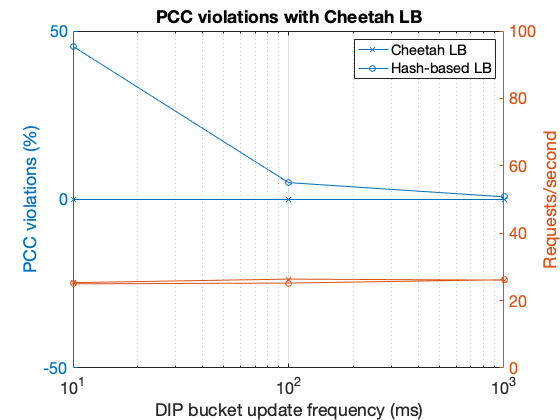 PCC violations with Cheetah LB
Cheetah LB
Hash-based LB
50
0
-50
PCC violations (%)
100
80
60
40
20
0
Requests/second
10^1
10^2
10^3
DIP bucket update frequency (ms)